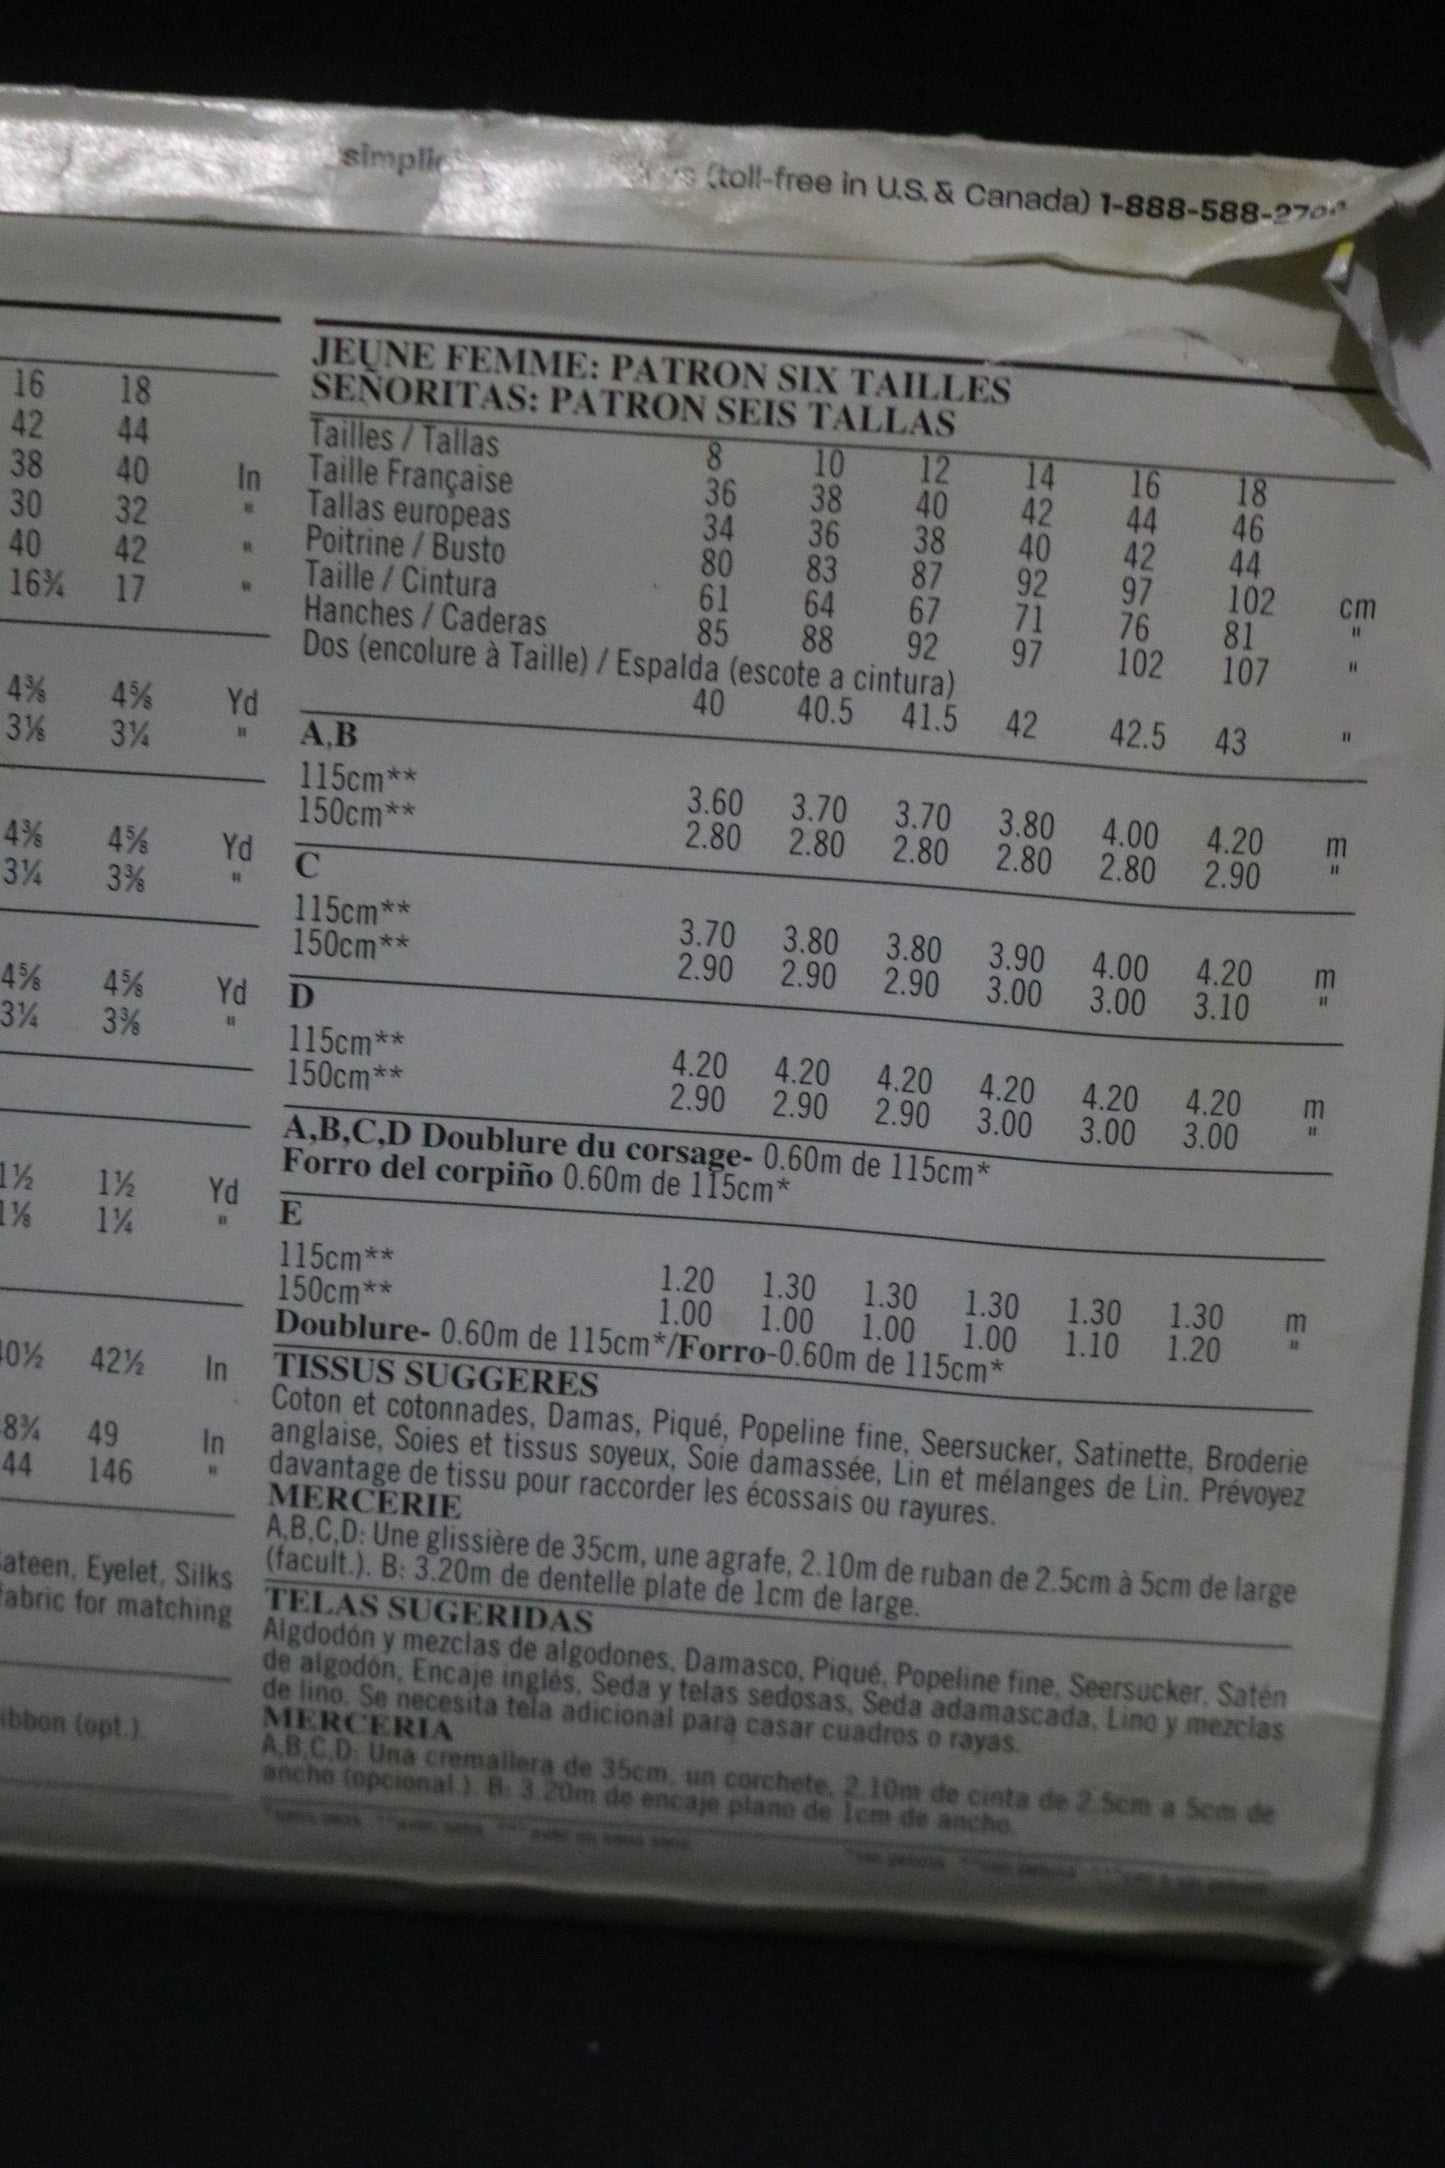 simplic (toll-free in U.S. & Canada) 1-888-588-27
16 18
42 44
38 40 In
30 32 "
40 42 "
16¾ 17 "
4⅜ 4⅝ Yd
3⅛ 3¼ "
4⅜ 4⅝ Yd
3¼ 3⅜ "
4⅝ 4⅝ Yd
3¼ 3⅜ "
1½ 1½ Yd
1⅛ 1¼ "
40½ 42½ In
48¾ 49 In
44 146 "
ateen, Eyelet, Silks
fabric for matching
ibbon (opt.).
JEUNE FEMME: PATRON SIX TAILLES
SEÑORITAS: PATRON SEIS TALLAS
Tailles / Tallas 8 10 12 14 16 18
Taille Française 36 38 40 42 44 46
Tallas europeas 34 36 38 40 42 44
Poitrine / Busto 80 83 87 92 97 102 cm
Taille / Cintura 61 64 67 71 76 81 "
Hanches / Caderas 85 88 92 97 102 107 "
Dos (encolure à Taille) / Espalda (escote a cintura)
40 40.5 41.5 42 42.5 43 "
A,B
115cm** 3.60 3.70 3.70 3.80 4.00 4.20 m
150cm** 2.80 2.80 2.80 2.80 2.80 2.90 "
C
115cm** 3.70 3.80 3.80 3.90 4.00 4.20 m
150cm** 2.90 2.90 2.90 3.00 3.00 3.10 "
D
115cm** 4.20 4.20 4.20 4.20 4.20 4.20 m
150cm** 2.90 2.90 2.90 3.00 3.00 3.00 "
A,B,C,D Doublure du corsage- 0.60m de 115cm*
Forro del corpiño 0.60m de 115cm*
E
115cm** 1.20 1.30 1.30 1.30 1.30 1.30 m
150cm** 1.00 1.00 1.00 1.00 1.10 1.20 "
Doublure- 0.60m de 115cm*/Forro-0.60m de 115cm*
TISSUS SUGGERES
Coton et cotonnades, Damas, Piqué, Popeline fine, Seersucker, Satinette, Broderie
anglaise, Soies et tissus soyeux, Soie damassée, Lin et mélanges de Lin. Prévoyez
davantage de tissu pour raccorder les écossais ou rayures.
MERCERIE
A,B,C,D: Une glissière de 35cm, une agrafe, 2.10m de ruban de 2.5cm à 5cm de large
(facult.). B: 3.20m de dentelle plate de 1cm de large.
TELAS SUGERIDAS
Algdodón y mezclas de algodones, Damasco, Piqué, Popeline fine, Seersucker, Satén
de algodón, Encaje inglés, Seda y telas sedosas, Seda adamascada, Lino y mezclas
de lino. Se necesita tela adicional para casar cuadros o rayas.
MERCERIA
A,B,C,D: Una cremallera de 35cm, un corchete, 2.10m de cinta de 2.5cm a 5cm de
ancho (opcional.). B: 3.20m de encaje plano de 1cm de ancho.